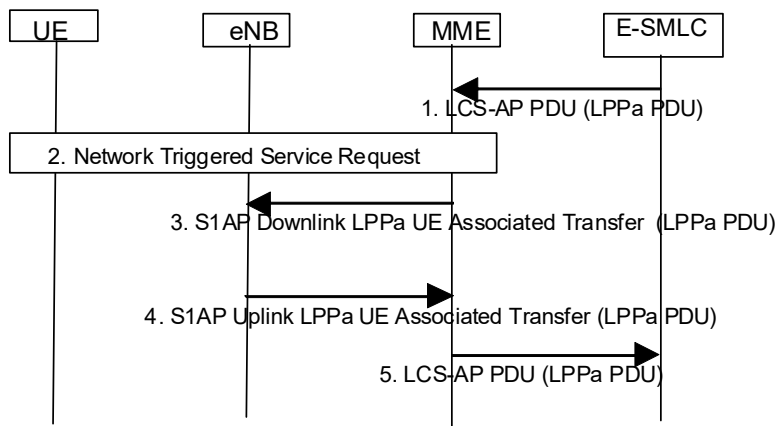 UE
eNB
MME
E-SMLC
1. LCS-AP PDU (LPPa PDU)
2. Network Triggered Service Request
3. S1AP Downlink LPPa UE Associated Transfer (LPPa PDU)
4. S1AP Uplink LPPa UE Associated Transfer (LPPa PDU)
5. LCS-AP PDU (LPPa PDU)